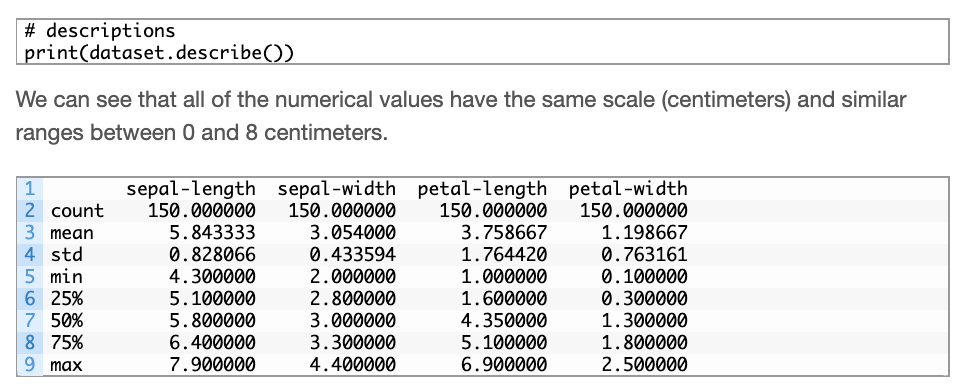 # descriptions
print(dataset.describe())
We can see that all of the numerical values have the same scale (centimeters) and similar
ranges between 0 and 8 centimeters.
1 sepal-length sepal-width petal-length petal-width
2 count 150.000000 150.000000 150.000000 150.000000
3 mean 5.843333 3.054000 3.758667 1.198667
4 std 0.828066 0.433594 1.764420 0.763161
5 min 4.300000 2.000000 1.000000 0.100000
6 25% 5.100000 2.800000 1.600000 0.300000
7 50% 5.800000 3.000000 4.350000 1.300000
8 75% 6.400000 3.300000 5.100000 1.800000
9 max 7.900000 4.400000 6.900000 2.500000